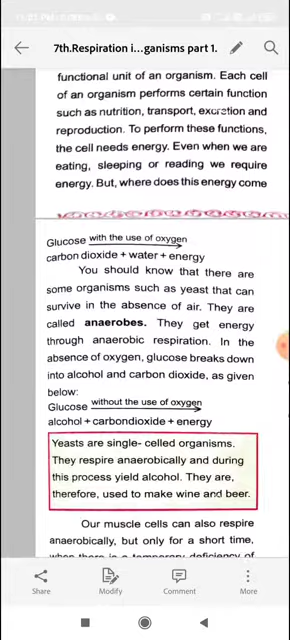 7th.Respiration i...ganisms part 1.
functional unit of an organism. Each cell
of an organism performs certain function
such as nutrition, transport, excretion and
reproduction. To perform these functions,
the cell needs energy. Even when we are
eating, sleeping or reading we require
energy. But, where does this energy come
Glucose with the use of oxygen
carbon dioxide + water + energy
You should know that there are
some organisms such as yeast that can
survive in the absence of air. They are
called anaerobes. They get energy
through anaerobic respiration. In the
absence of oxygen, glucose breaks down
into alcohol and carbon dioxide, as given
below:
Glucose without the use of oxygen
alcohol + carbondioxide + energy
Yeasts are single- celled organisms.
They respire anaerobically and during
this process yield alcohol. They are,
therefore, used to make wine and beer.
Our muscle cells can also respire
anaerobically, but only for a short time,
when there is a temporary deficiency of
Share
Modify
Comment
More